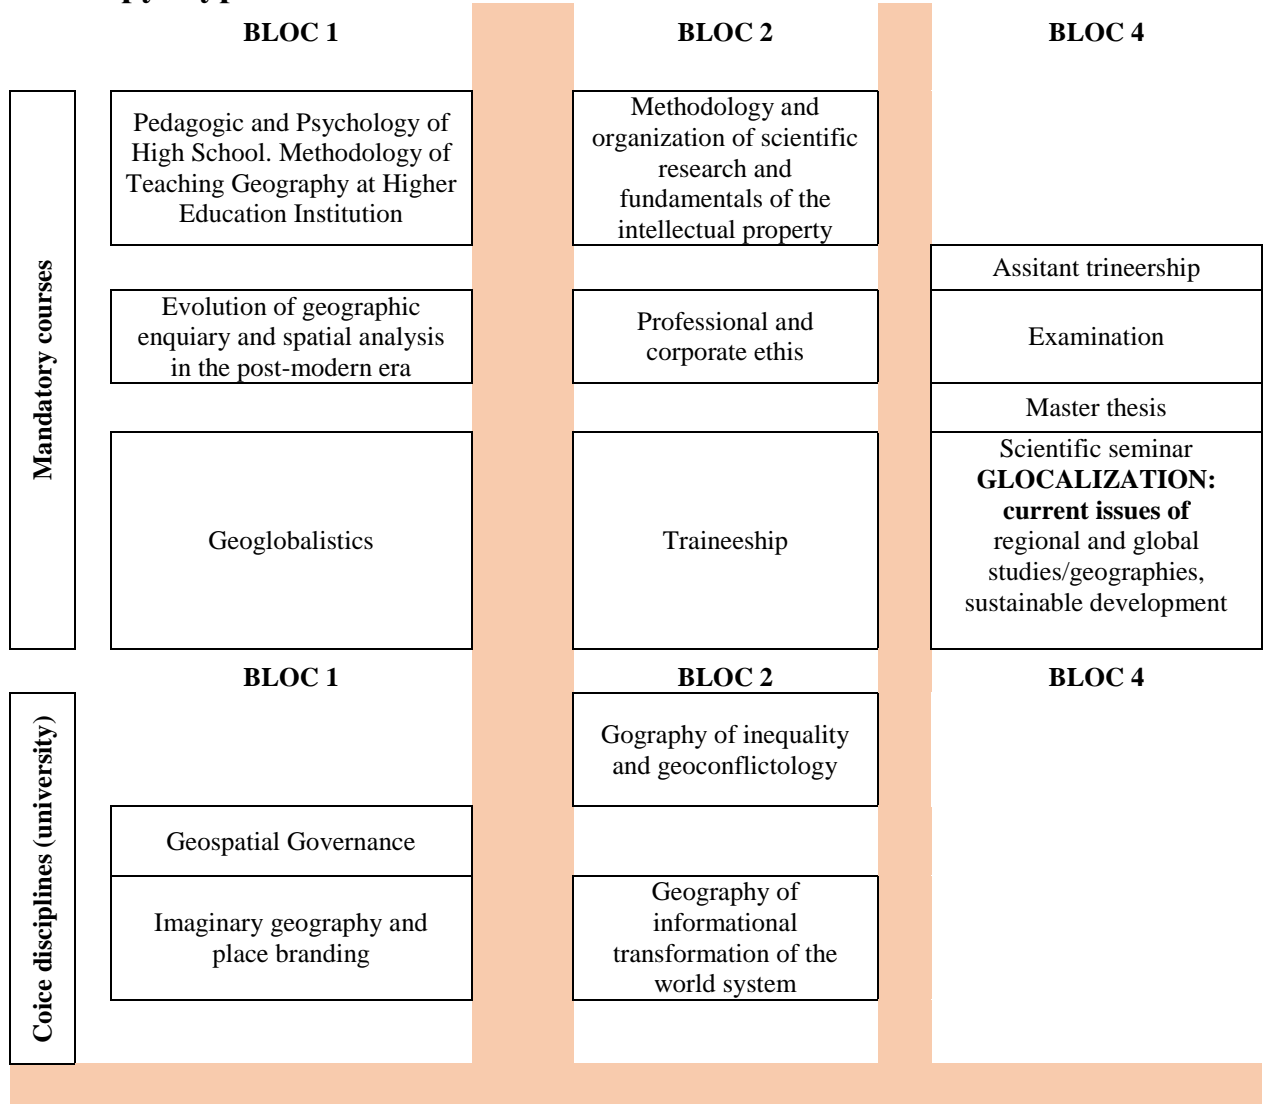 BLOC 1
BLOC 2
BLOC 4
Mandatory courses
Pedagogic and Psychology of
High School. Methodology of
Teaching Geography at Higher
Education Institution
Methodology and
organization of scientific
research and
fundamentals of the
intellectual property
Assitant trineership
Evolution of geographic
enquiary and spatial analysis
in the post-modern era
Professional and
corporate ethis
Examination
Master thesis
Geoglobalistics
Traineeship
Scientific seminar
GLOCALIZATION:
current issues of
regional and global
studies/geographies,
sustainable development
BLOC 1
BLOC 2
BLOC 4
Coice disciplines (university)
Gography of inequality
and geoconflictology
Geospatial Governance
Imaginary geography and
place branding
Geography of
informational
transformation of the
world system